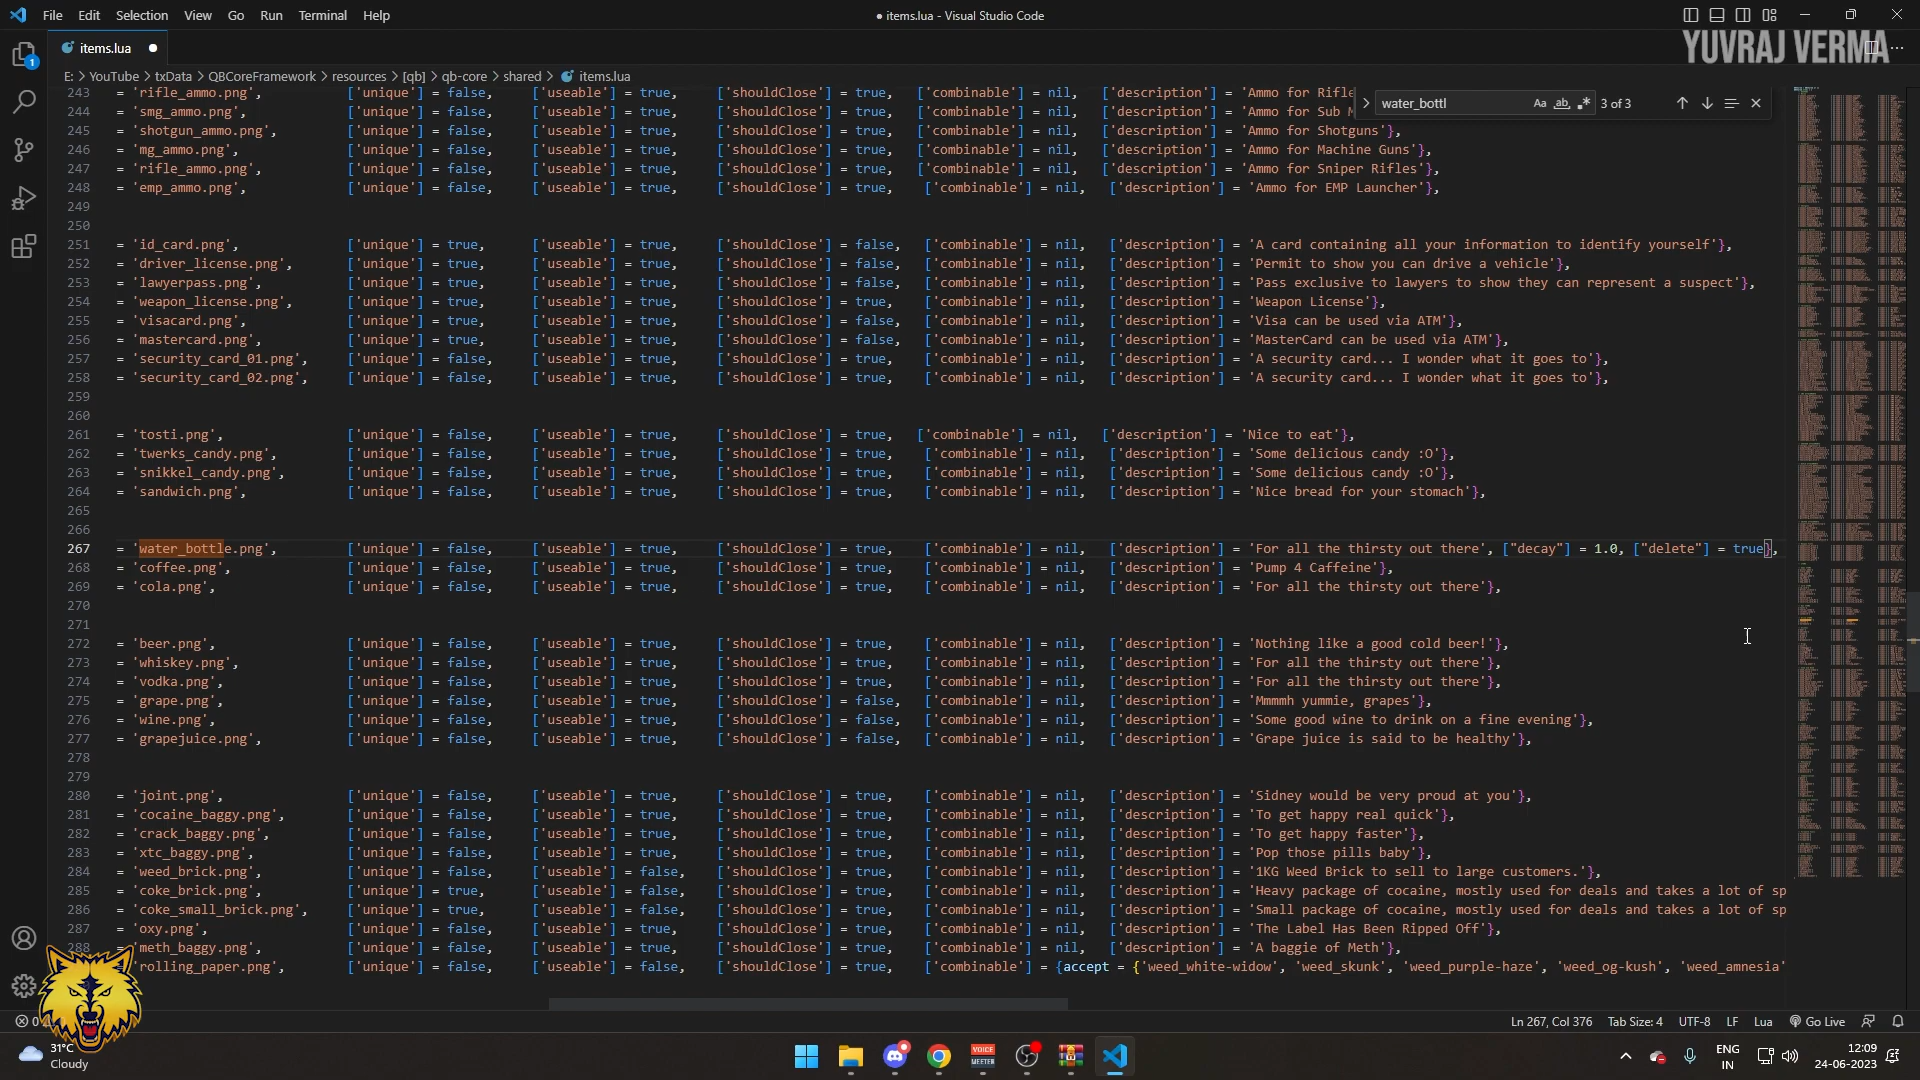 File Edit Selection View Go Run Terminal Help
● items.lua - Visual Studio Code
YUVRAJ VERMA
items.lua
E: > YouTube > txData > QBCoreFramework > resources > [qb] > qb-core > shared > items.lua
water_bottl Aa ab 3 of 3
1
243 = 'rifle_ammo.png', ['unique'] = false, ['useable'] = true, ['shouldClose'] = true, ['combinable'] = nil, ['description'] = 'Ammo for Rifle
244 = 'smg_ammo.png', ['unique'] = false, ['useable'] = true, ['shouldClose'] = true, ['combinable'] = nil, ['description'] = 'Ammo for Sub
245 = 'shotgun_ammo.png', ['unique'] = false, ['useable'] = true, ['shouldClose'] = true, ['combinable'] = nil, ['description'] = 'Ammo for Shotguns'},
246 = 'mg_ammo.png', ['unique'] = false, ['useable'] = true, ['shouldClose'] = true, ['combinable'] = nil, ['description'] = 'Ammo for Machine Guns'},
247 = 'rifle_ammo.png', ['unique'] = false, ['useable'] = true, ['shouldClose'] = true, ['combinable'] = nil, ['description'] = 'Ammo for Sniper Rifles'},
248 = 'emp_ammo.png', ['unique'] = false, ['useable'] = true, ['shouldClose'] = true, ['combinable'] = nil, ['description'] = 'Ammo for EMP Launcher'},
249
250
251 = 'id_card.png', ['unique'] = true, ['useable'] = true, ['shouldClose'] = false, ['combinable'] = nil, ['description'] = 'A card containing all your information to identify yourself'},
252 = 'driver_license.png', ['unique'] = true, ['useable'] = true, ['shouldClose'] = false, ['combinable'] = nil, ['description'] = 'Permit to show you can drive a vehicle'},
253 = 'lawyerpass.png', ['unique'] = true, ['useable'] = true, ['shouldClose'] = false, ['combinable'] = nil, ['description'] = 'Pass exclusive to lawyers to show they can represent a suspect'},
254 = 'weapon_license.png', ['unique'] = true, ['useable'] = true, ['shouldClose'] = true, ['combinable'] = nil, ['description'] = 'Weapon License'},
255 = 'visacard.png', ['unique'] = true, ['useable'] = true, ['shouldClose'] = false, ['combinable'] = nil, ['description'] = 'Visa can be used via ATM'},
256 = 'mastercard.png', ['unique'] = true, ['useable'] = true, ['shouldClose'] = false, ['combinable'] = nil, ['description'] = 'MasterCard can be used via ATM'},
257 = 'security_card_01.png', ['unique'] = false, ['useable'] = true, ['shouldClose'] = true, ['combinable'] = nil, ['description'] = 'A security card... I wonder what it goes to'},
258 = 'security_card_02.png', ['unique'] = false, ['useable'] = true, ['shouldClose'] = true, ['combinable'] = nil, ['description'] = 'A security card... I wonder what it goes to'},
259
260
261 = 'tosti.png', ['unique'] = false, ['useable'] = true, ['shouldClose'] = true, ['combinable'] = nil, ['description'] = 'Nice to eat'},
262 = 'twerks_candy.png', ['unique'] = false, ['useable'] = true, ['shouldClose'] = true, ['combinable'] = nil, ['description'] = 'Some delicious candy :O'},
263 = 'snikkel_candy.png', ['unique'] = false, ['useable'] = true, ['shouldClose'] = true, ['combinable'] = nil, ['description'] = 'Some delicious candy :O'},
264 = 'sandwich.png', ['unique'] = false, ['useable'] = true, ['shouldClose'] = true, ['combinable'] = nil, ['description'] = 'Nice bread for your stomach'},
265
266
267 = 'water_bottle.png', ['unique'] = false, ['useable'] = true, ['shouldClose'] = true, ['combinable'] = nil, ['description'] = 'For all the thirsty out there', ["decay"] = 1.0, ["delete"] = true},
268 = 'coffee.png', ['unique'] = false, ['useable'] = true, ['shouldClose'] = true, ['combinable'] = nil, ['description'] = 'Pump 4 Caffeine'},
269 = 'cola.png', ['unique'] = false, ['useable'] = true, ['shouldClose'] = true, ['combinable'] = nil, ['description'] = 'For all the thirsty out there'},
270
271
272 = 'beer.png', ['unique'] = false, ['useable'] = true, ['shouldClose'] = true, ['combinable'] = nil, ['description'] = 'Nothing like a good cold beer!'},
273 = 'whiskey.png', ['unique'] = false, ['useable'] = true, ['shouldClose'] = true, ['combinable'] = nil, ['description'] = 'For all the thirsty out there'},
274 = 'vodka.png', ['unique'] = false, ['useable'] = true, ['shouldClose'] = true, ['combinable'] = nil, ['description'] = 'For all the thirsty out there'},
275 = 'grape.png', ['unique'] = false, ['useable'] = true, ['shouldClose'] = false, ['combinable'] = nil, ['description'] = 'Mmmmh yummie, grapes'},
276 = 'wine.png', ['unique'] = false, ['useable'] = true, ['shouldClose'] = false, ['combinable'] = nil, ['description'] = 'Some good wine to drink on a fine evening'},
277 = 'grapejuice.png', ['unique'] = false, ['useable'] = true, ['shouldClose'] = false, ['combinable'] = nil, ['description'] = 'Grape juice is said to be healthy'},
278
279
280 = 'joint.png', ['unique'] = false, ['useable'] = true, ['shouldClose'] = true, ['combinable'] = nil, ['description'] = 'Sidney would be very proud at you'},
281 = 'cocaine_baggy.png', ['unique'] = false, ['useable'] = true, ['shouldClose'] = true, ['combinable'] = nil, ['description'] = 'To get happy real quick'},
282 = 'crack_baggy.png', ['unique'] = false, ['useable'] = true, ['shouldClose'] = true, ['combinable'] = nil, ['description'] = 'To get happy faster'},
283 = 'xtc_baggy.png', ['unique'] = false, ['useable'] = true, ['shouldClose'] = true, ['combinable'] = nil, ['description'] = 'Pop those pills baby'},
284 = 'weed_brick.png', ['unique'] = false, ['useable'] = false, ['shouldClose'] = true, ['combinable'] = nil, ['description'] = '1KG Weed Brick to sell to large customers.'},
285 = 'coke_brick.png', ['unique'] = true, ['useable'] = false, ['shouldClose'] = true, ['combinable'] = nil, ['description'] = 'Heavy package of cocaine, mostly used for deals and takes a lot of sp
286 = 'coke_small_brick.png', ['unique'] = true, ['useable'] = false, ['shouldClose'] = true, ['combinable'] = nil, ['description'] = 'Small package of cocaine, mostly used for deals and takes a lot of sp
287 = 'oxy.png', ['unique'] = false, ['useable'] = true, ['shouldClose'] = true, ['combinable'] = nil, ['description'] = 'The Label Has Been Ripped Off'},
288 = 'meth_baggy.png', ['unique'] = false, ['useable'] = true, ['shouldClose'] = true, ['combinable'] = nil, ['description'] = 'A baggie of Meth'},
'rolling_paper.png', ['unique'] = false, ['useable'] = false, ['shouldClose'] = true, ['combinable'] = {accept = {'weed_white-widow', 'weed_skunk', 'weed_purple-haze', 'weed_og-kush', 'weed_amnesia'
0
Ln 267, Col 376 Tab Size: 4 UTF-8 LF Lua Go Live
31°C
Cloudy
VOICE
MEETER
ENG
IN
12:09
24-06-2023